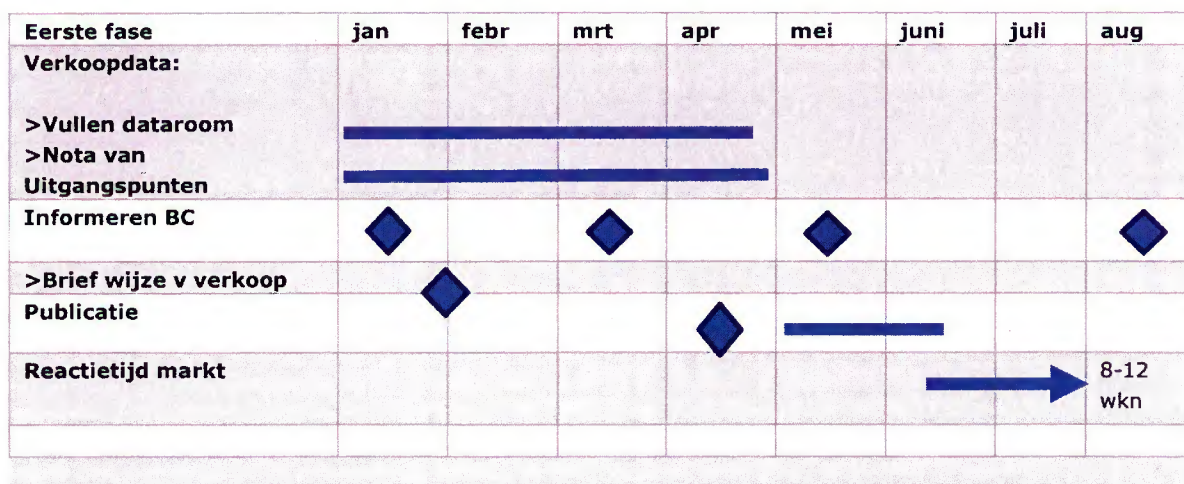 Eerste fase jan febr mrt apr mei juni juli aug
Verkoopdata:
>Vullen dataroom
>Nota van
Uitgangspunten
Informeren BC
>Brief wijze v verkoop
Publicatie
Reactietijd markt 8-12
wkn